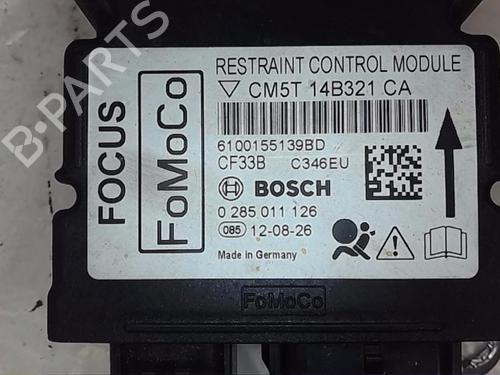 B-PARTS
FOCUS
FoMoCo
RESTRAINT CONTROL MODULE
CM5T 14B321 CA
6100155139BD
CF33B C346EU
BOSCH
0 285 011 126
085 12-08-26
Made in Germany
FoMoCo